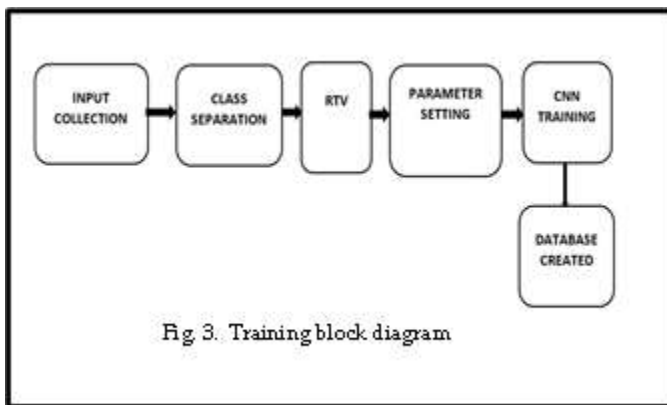 INPUT
COLLECTION
CLASS
SEPARATION
RTV
PARAMETER
SETTING
CNN
TRAINING
DATABASE
CREATED
Fig. 3. Training block diagram